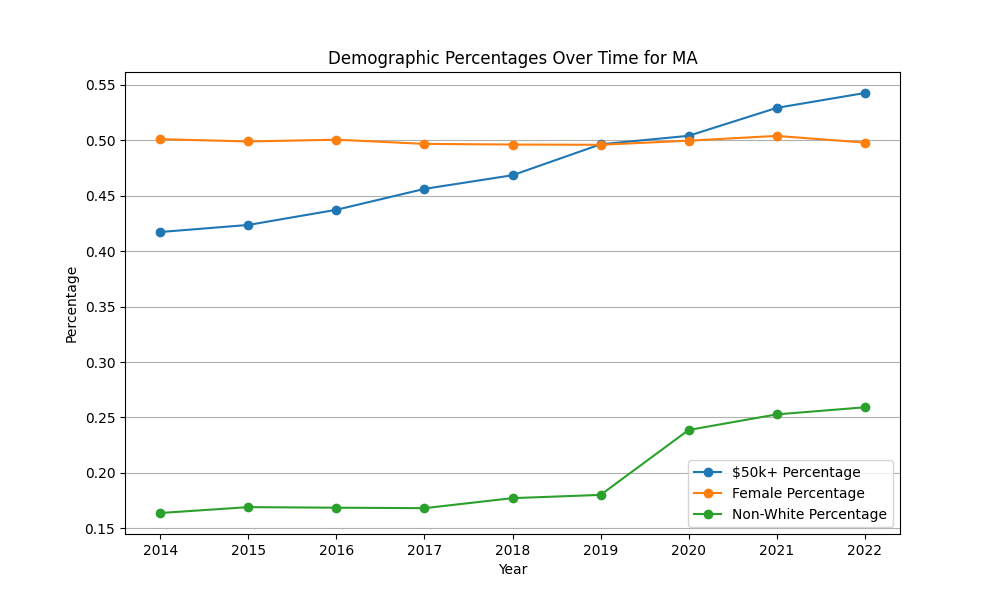 Demographic Percentages Over Time for MA
Percentage
0.55
0.50
0.45
0.40
0.35
0.30
0.25
0.20
0.15
$50k+ Percentage
Female Percentage
Non-White Percentage
2014 2015 2016 2017 2018 2019 2020 2021 2022
Year